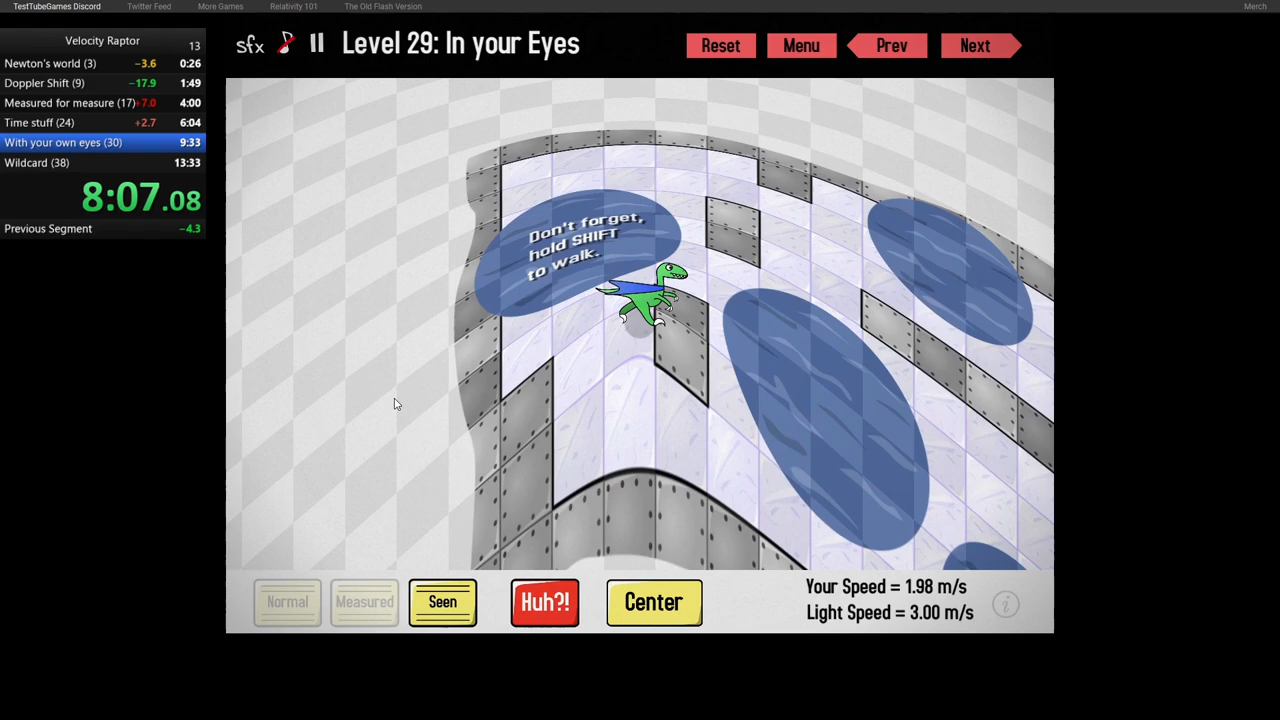 TestTubeGames Discord Twitter Feed More Games Relativity 101 The Old Flash Version Merch
Velocity Raptor 13
Newton's world (3) −3.6 0:26
Doppler Shift (9) −17.9 1:49
Measured for measure (17) +7.0 4:00
Time stuff (24) +2.7 6:04
With your own eyes (30) 9:33
Wildcard (38) 13:33
8:07.08
Previous Segment −4.3
sfx Level 29: In your Eyes Reset Menu Prev Next
Don't forget,
hold SHIFT
to walk.
Normal Measured Seen Huh?! Center
Your Speed = 1.98 m/s
Light Speed = 3.00 m/s
i